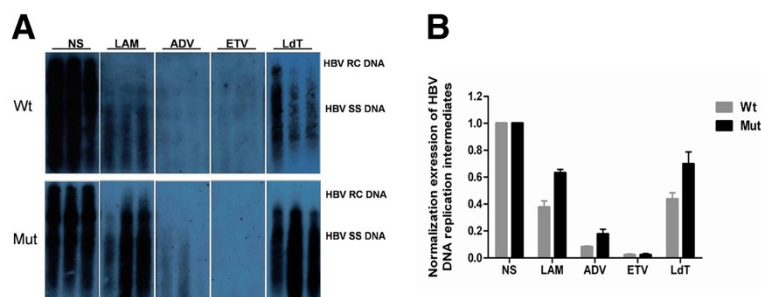 A
NS LAM ADV ETV LdT
Wt
HBV RC DNA
HBV SS DNA
Mut
HBV RC DNA
HBV SS DNA
B
Normalization exression of HBV
DNA replication intermediates
1.2
1.0
0.8
0.6
0.4
0.2
0.0
NS LAM ADV ETV LdT
Wt
Mut